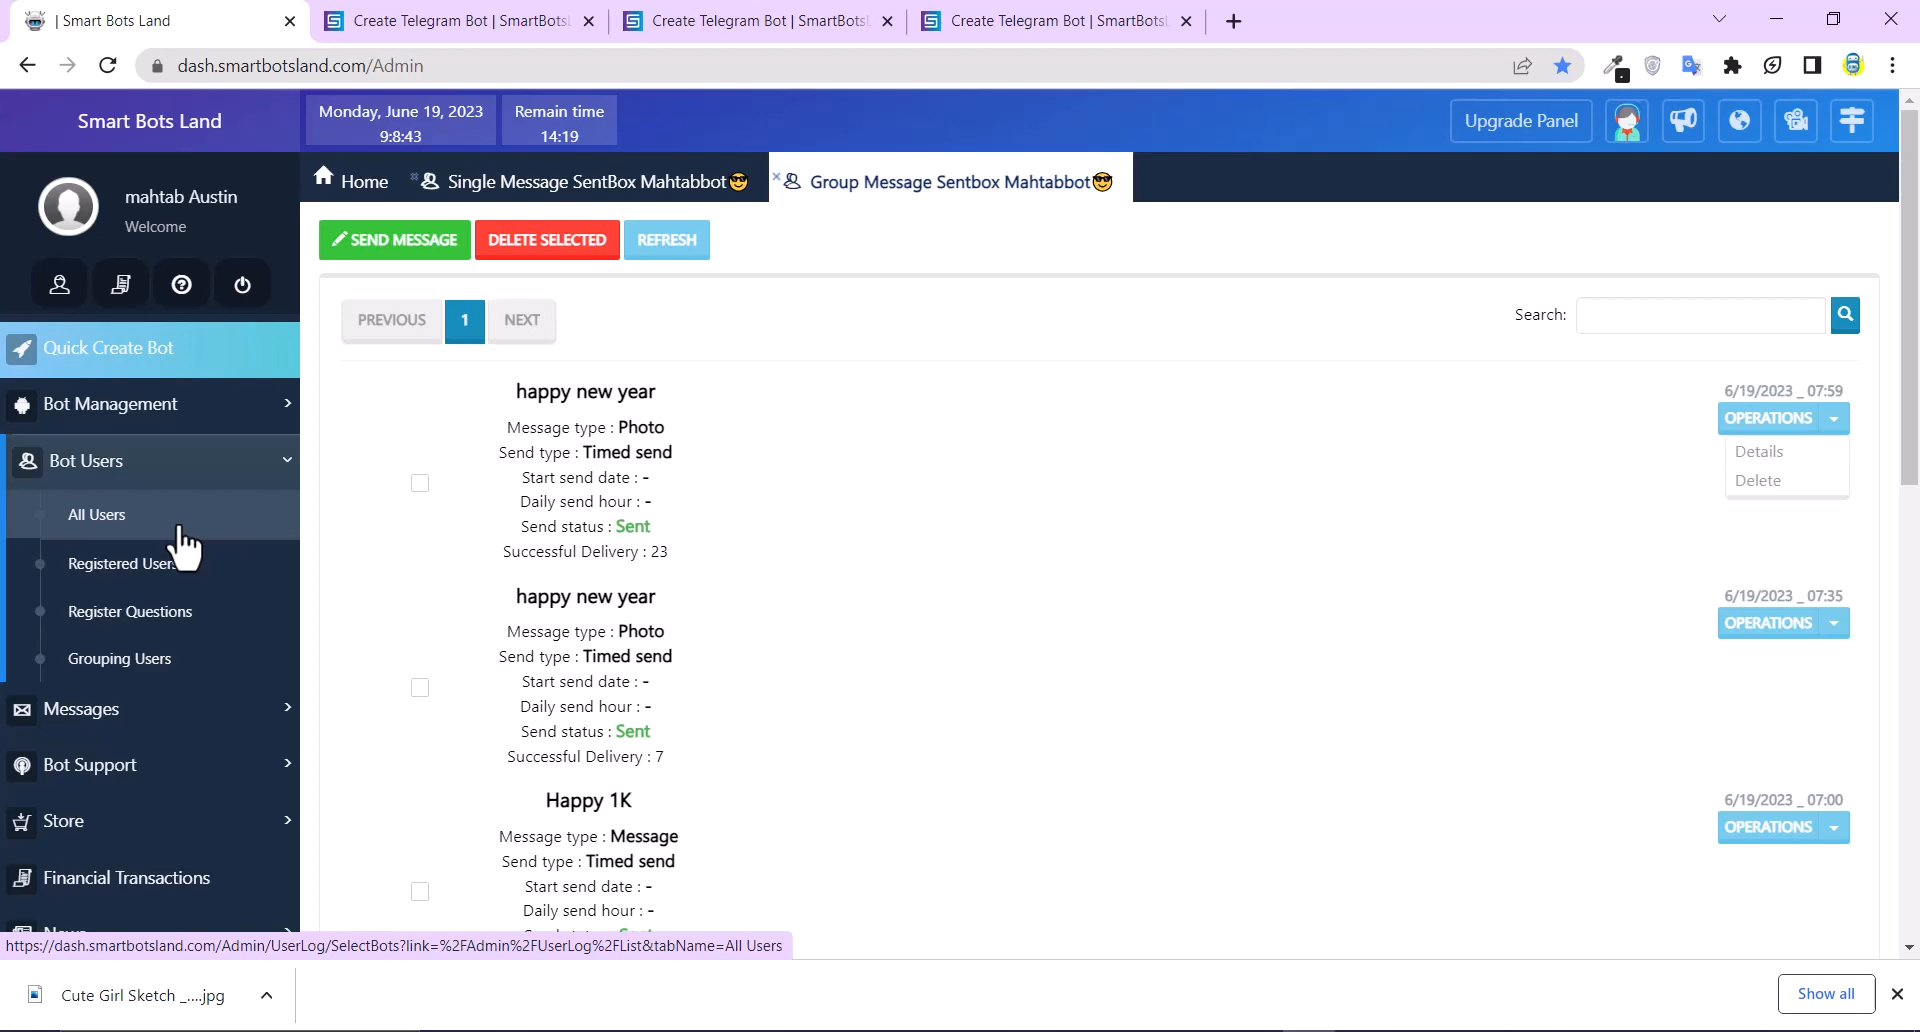 | Smart Bots Land
Create Telegram Bot | SmartBotsL
Create Telegram Bot | SmartBotsL
Create Telegram Bot | SmartBotsL
dash.smartbotsland.com/Admin
Smart Bots Land
Monday, June 19, 2023
9:8:43
Remain time
14:19
Upgrade Panel
mahtab Austin
Welcome
Home
Single Message SentBox Mahtabbot😎
Group Message Sentbox Mahtabbot😎
SEND MESSAGE
DELETE SELECTED
REFRESH
PREVIOUS
1
NEXT
Search:
Quick Create Bot
Bot Management
Bot Users
All Users
Registered Users
Register Questions
Grouping Users
Messages
Bot Support
Store
Financial Transactions
News
happy new year
Message type : Photo
Send type : Timed send
Start send date : -
Daily send hour : -
Send status : Sent
Successful Delivery : 23
6/19/2023 _ 07:59
OPERATIONS
Details
Delete
happy new year
Message type : Photo
Send type : Timed send
Start send date : -
Daily send hour : -
Send status : Sent
Successful Delivery : 7
6/19/2023 _ 07:35
OPERATIONS
Happy 1K
Message type : Message
Send type : Timed send
Start send date : -
Daily send hour : -
6/19/2023 _ 07:00
OPERATIONS
https://dash.smartbotsland.com/Admin/UserLog/SelectBots?link=%2FAdmin%2FUserLog%2FList&tabName=All Users
Cute Girl Sketch _....jpg
Show all